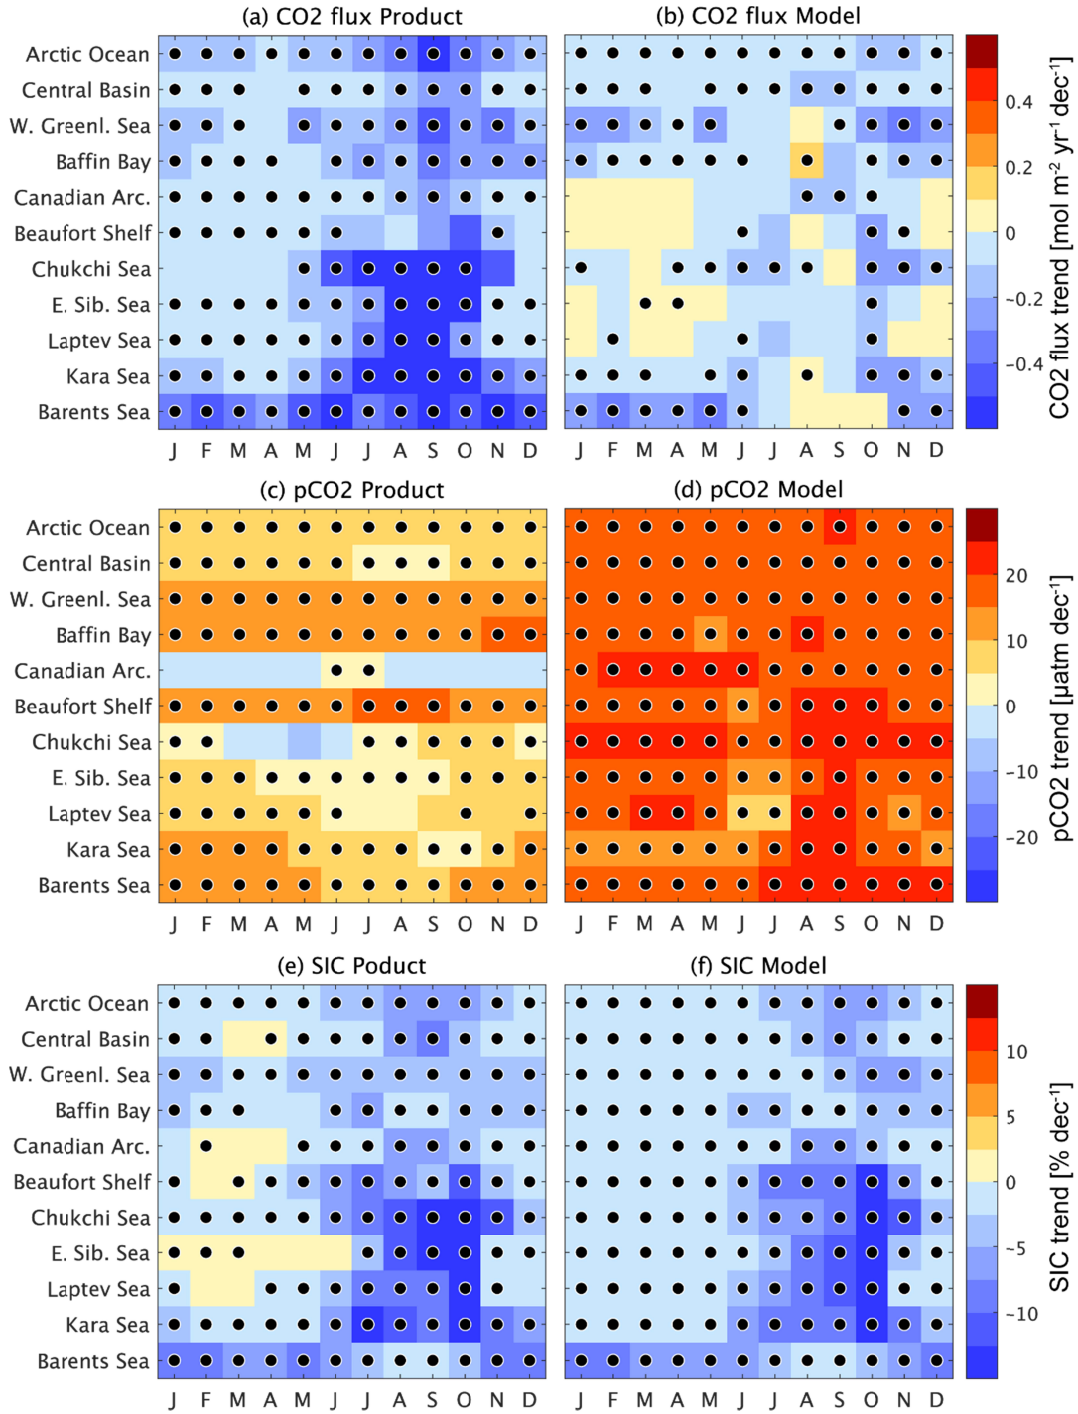 (a) CO2 flux Product
(b) CO2 flux Model
Arctic Ocean
Central Basin
W. Greenl. Sea
Baffin Bay
Canadian Arc.
Beaufort Shelf
Chukchi Sea
E. Sib. Sea
Laptev Sea
Kara Sea
Barents Sea
J F M A M J J A S O N D
J F M A M J J A S O N D
0.4
0.2
0
-0.2
-0.4
CO2 flux trend [mol m⁻² yr⁻¹ dec⁻¹]
(c) pCO2 Product
(d) pCO2 Model
Arctic Ocean
Central Basin
W. Greenl. Sea
Baffin Bay
Canadian Arc.
Beaufort Shelf
Chukchi Sea
E. Sib. Sea
Laptev Sea
Kara Sea
Barents Sea
J F M A M J J A S O N D
J F M A M J J A S O N D
20
10
0
-10
-20
pCO2 trend [µatm dec⁻¹]
(e) SIC Poduct
(f) SIC Model
Arctic Ocean
Central Basin
W. Greenl. Sea
Baffin Bay
Canadian Arc.
Beaufort Shelf
Chukchi Sea
E. Sib. Sea
Laptev Sea
Kara Sea
Barents Sea
J F M A M J J A S O N D
J F M A M J J A S O N D
10
5
0
-5
-10
SIC trend [% dec⁻¹]